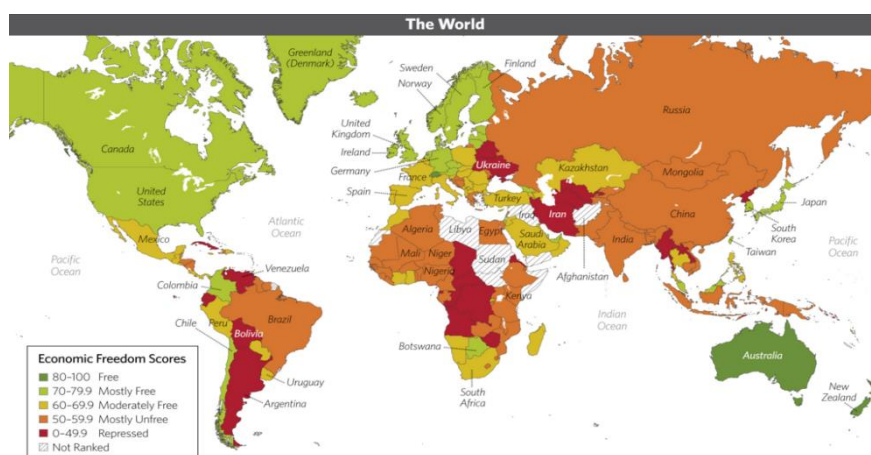 The World
Greenland
(Denmark)
Finland
Sweden
Norway
Russia
United
Kingdom
Canada
Ireland
Ukraine
Germany
Kazakhstan
France
Mongolia
United
States
Spain
Turkey
Japan
Iraq
Iran
China
Atlantic
Ocean
Algeria
Libya
Egypt
South
Korea
Mexico
Saudi
Arabia
India
Pacific
Ocean
Taiwan
Pacific
Ocean
Mali
Niger
Sudan
Venezuela
Nigeria
Afghanistan
Colombia
Kenya
Brazil
Peru
Indian
Ocean
Chile
Bolivia
Botswana
Economic Freedom Scores
Australia
80–100 Free
70–79.9 Mostly Free
Uruguay
60–69.9 Moderately Free
South
Africa
New
Zealand
50–59.9 Mostly Unfree
Argentina
0–49.9 Repressed
Not Ranked